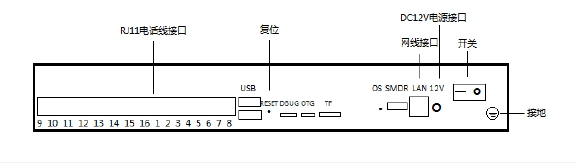 DC12V电源接口
RJ11电话线接口
复位
网线接口
开关
USB
RESET DBUG OTG TF
OS SMDR LAN 12V
9 10 11 12 13 14 15 16 1 2 3 4 5 6 7 8
接地